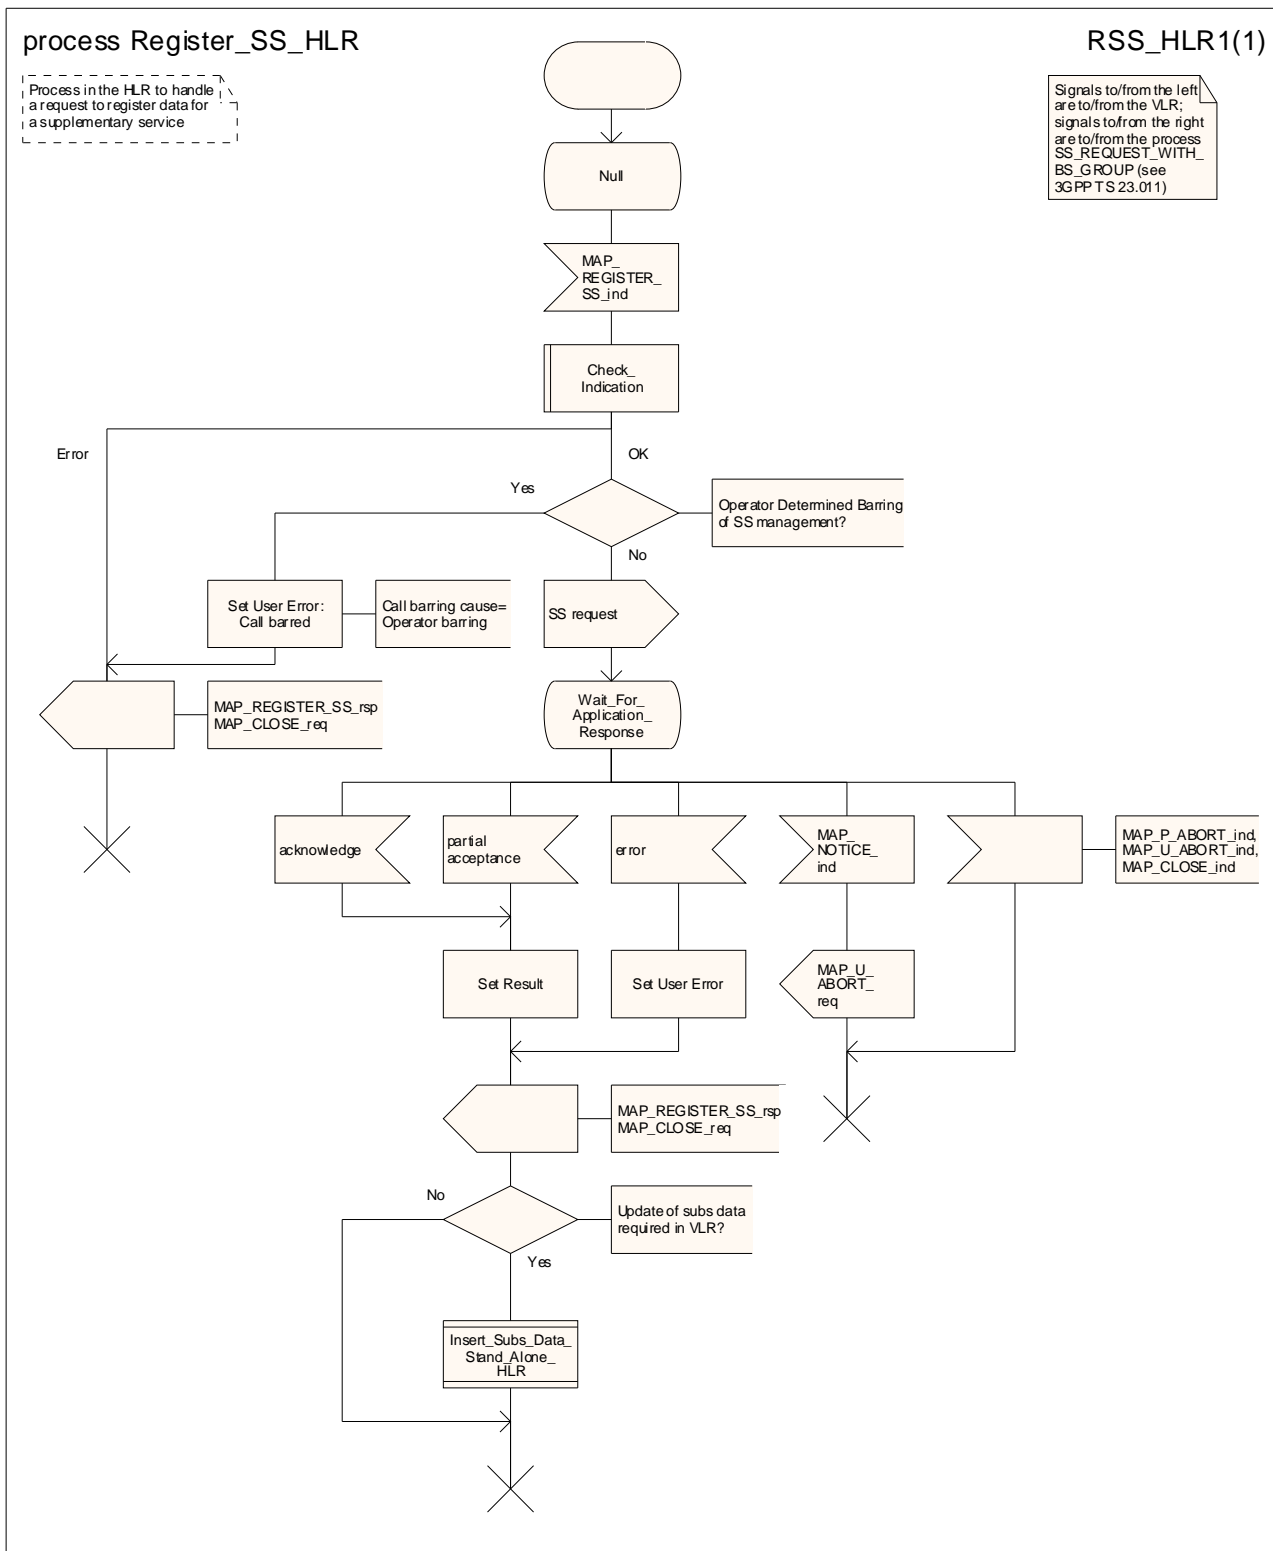 process Register_SS_HLR
RSS_HLR1(1)
Process in the HLR to handle
a request to register data for
a supplementary service
Signals to/from the left
are to/from the VLR;
signals to/from the right
are to/from the process
SS_REQUEST_WITH_
BS_GROUP (see
3GPP TS 23.011)
Null
MAP_
REGISTER_
SS_ind
Check_
Indication
Error
OK
Yes
Operator Determined Barring
of SS management?
No
Set User Error:
Call barred
Call barring cause=
Operator barring
SS request
MAP_REGISTER_SS_rsp
MAP_CLOSE_req
Wait_For_
Application_
Response
acknowledge
partial
acceptance
error
MAP_
NOTICE_
ind
MAP_P_ABORT_ind,
MAP_U_ABORT_ind,
MAP_CLOSE_ind
Set Result
Set User Error
MAP_U_
ABORT_
req
MAP_REGISTER_SS_rsp
MAP_CLOSE_req
No
Update of subs data
required in VLR?
Yes
Insert_Subs_Data_
Stand_Alone_
HLR